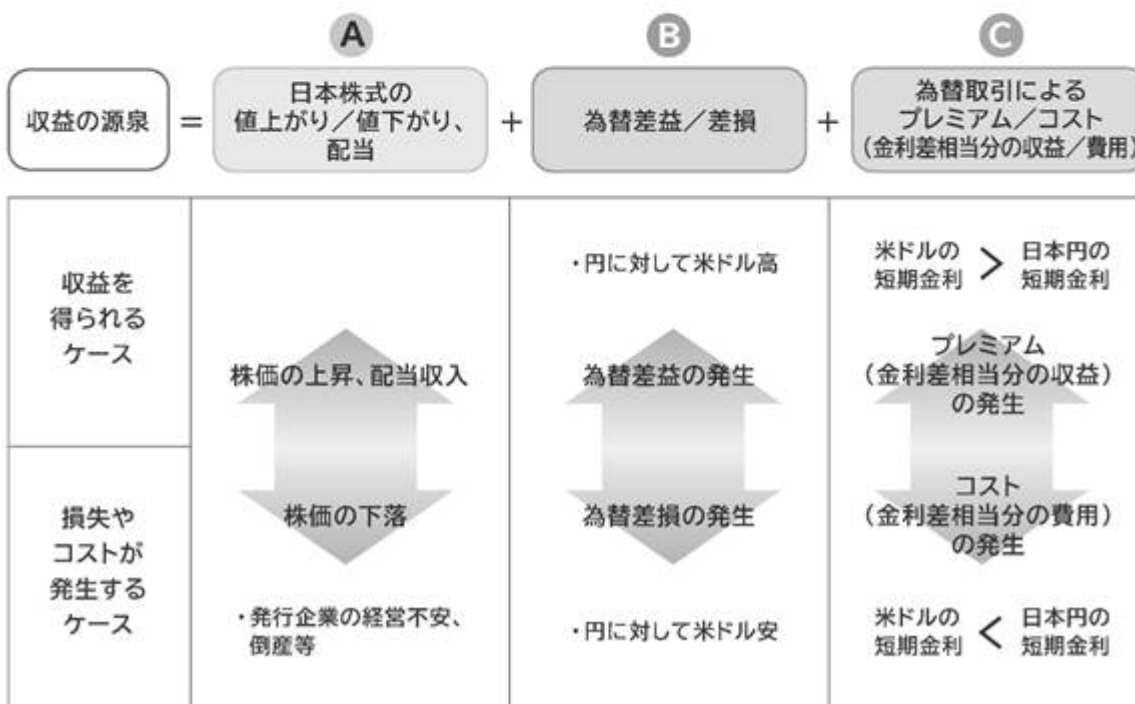 A
B
C
収益の源泉
=
日本株式の
値上がり／値下がり、
配当
+
為替差益／差損
+
為替取引による
プレミアム／コスト
（金利差相当分の収益／費用）
収益を
得られる
ケース
株価の上昇、配当収入
・円に対して米ドル高
為替差益の発生
米ドルの
短期金利
>
日本円の
短期金利
プレミアム
（金利差相当分の収益）
の発生
損失や
コストが
発生する
ケース
株価の下落
・発行企業の経営不安、
倒産等
為替差損の発生
・円に対して米ドル安
コスト
（金利差相当分の費用）
の発生
米ドルの
短期金利
<
日本円の
短期金利